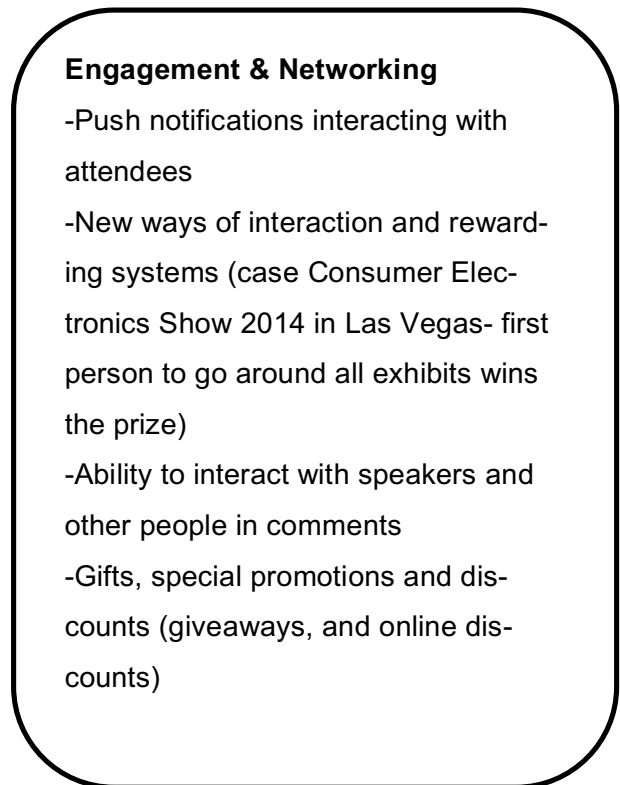 Engagement & Networking
-Push notifications interacting with
attendees
-New ways of interaction and reward-
ing systems (case Consumer Elec-
tronics Show 2014 in Las Vegas- first
person to go around all exhibits wins
the prize)
-Ability to interact with speakers and
other people in comments
-Gifts, special promotions and dis-
counts (giveaways, and online dis-
counts)